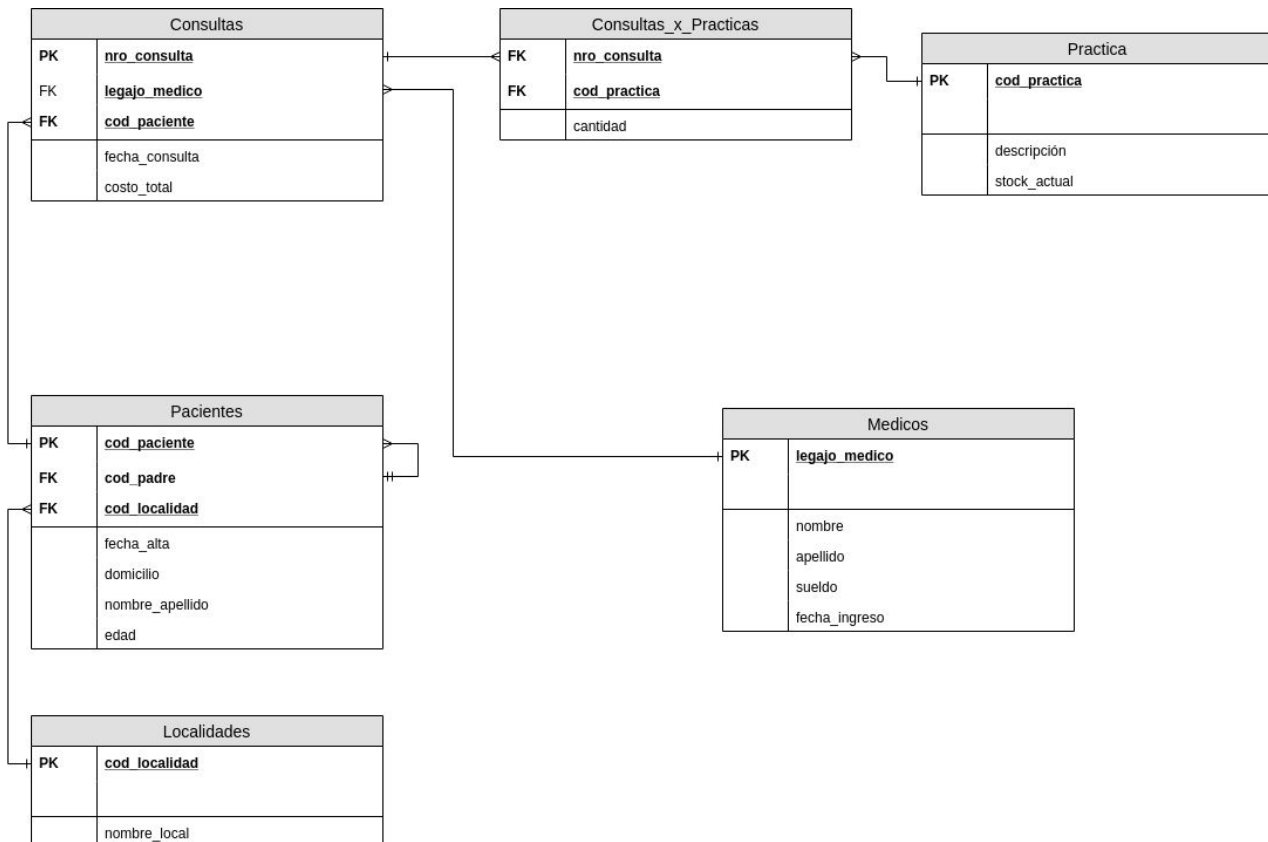 Consultas
PK nro_consulta
FK legajo_medico
FK cod_paciente
fecha_consulta
costo_total
Consultas_x_Practicas
FK nro_consulta
FK cod_practica
cantidad
Practica
PK cod_practica
descripción
stock_actual
Pacientes
PK cod_paciente
FK cod_padre
FK cod_localidad
fecha_alta
domicilio
nombre_apellido
edad
Medicos
PK legajo_medico
nombre
apellido
sueldo
fecha_ingreso
Localidades
PK cod_localidad
nombre_local